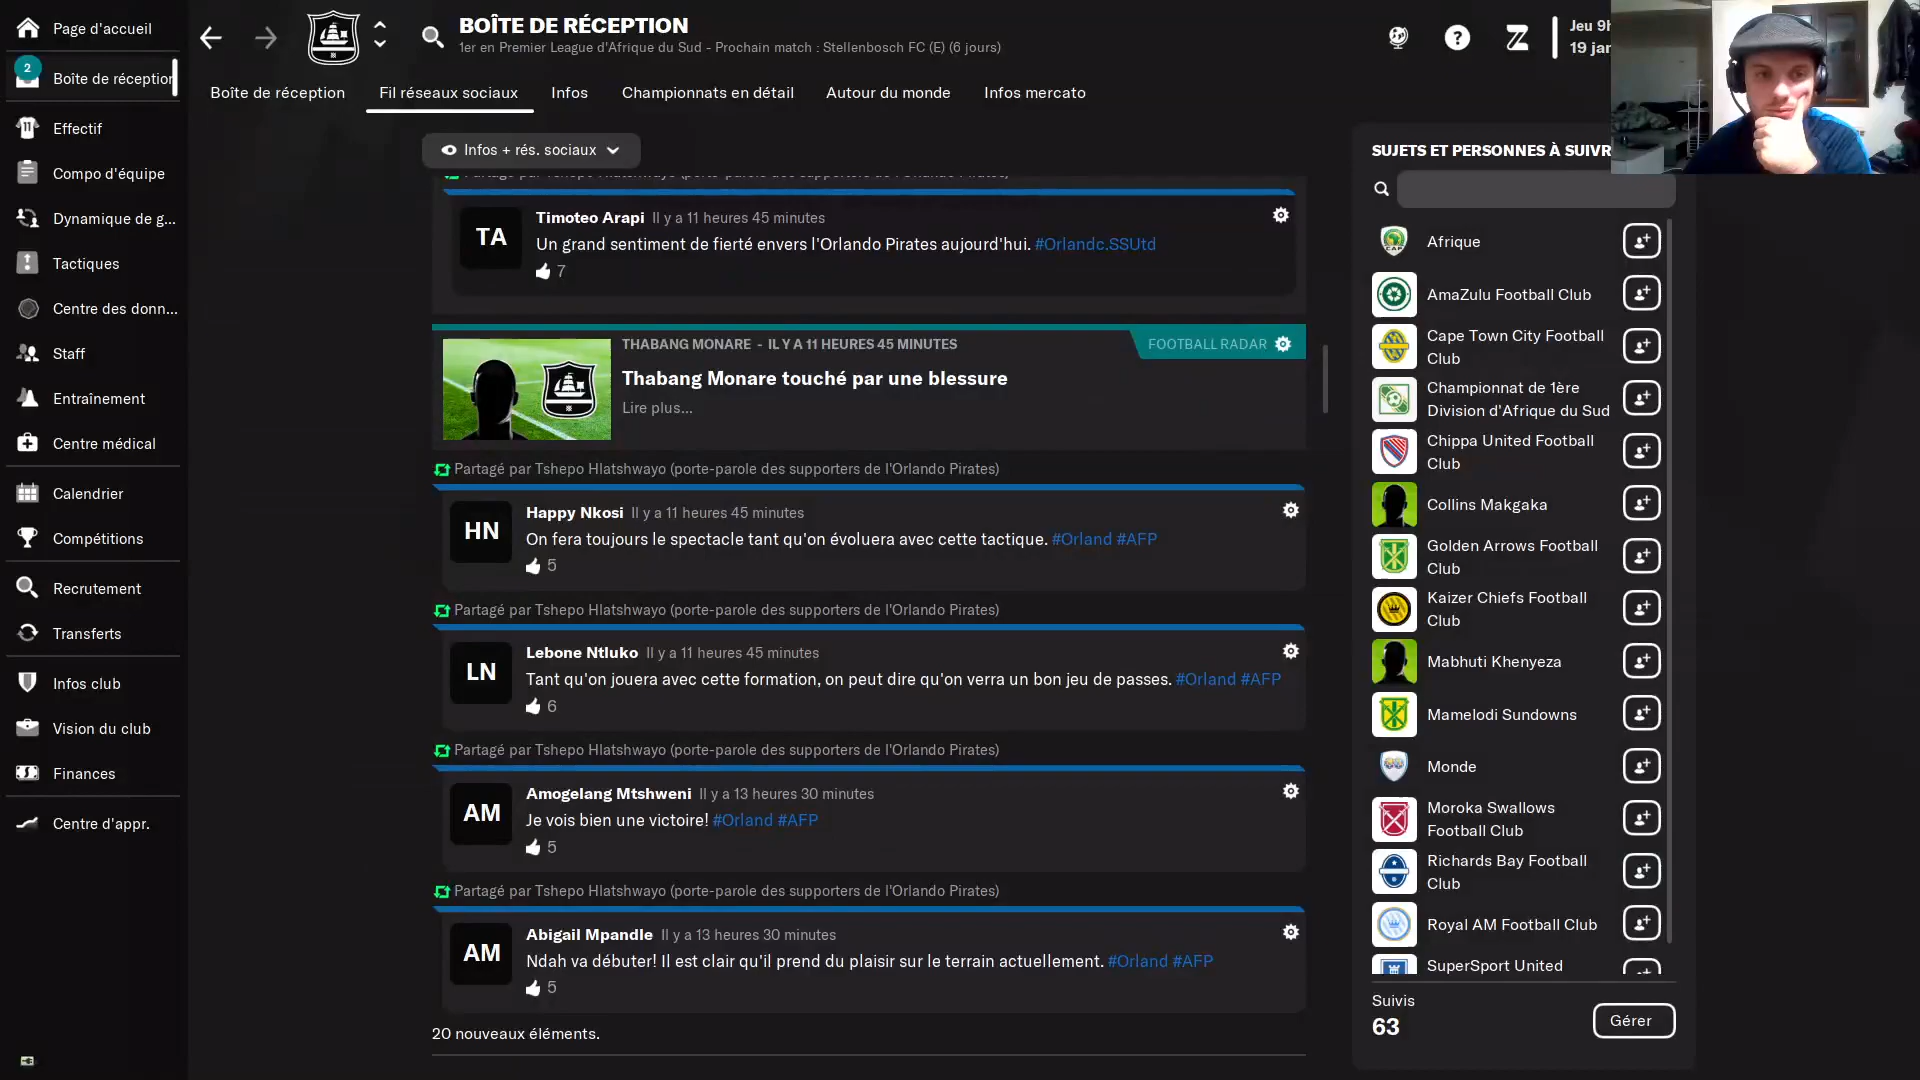 Page d'accueil
2
Boîte de réception
Effectif
Compo d'équipe
Dynamique de g...
Tactiques
Centre des donn...
Staff
Entraînement
Centre médical
Calendrier
Compétitions
Recrutement
Transferts
Infos club
Vision du club
Finances
Centre d'appr.
BOÎTE DE RÉCEPTION
1er en Premier League d'Afrique du Sud - Prochain match : Stellenbosch FC (E) (6 jours)
Jeu 9h
19 jan
Boîte de réception
Fil réseaux sociaux
Infos
Championnats en détail
Autour du monde
Infos mercato
Infos + rés. sociaux
Partagé par Tshepo Hlatshwayo (porte-parole des supporters de l'Orlando Pirates)
TA
Timoteo Arapi Il y a 11 heures 45 minutes
Un grand sentiment de fierté envers l'Orlando Pirates aujourd'hui. #Orlandc.SSUtd
7
THABANG MONARE - IL Y A 11 HEURES 45 MINUTES
FOOTBALL RADAR
Thabang Monare touché par une blessure
Lire plus...
Partagé par Tshepo Hlatshwayo (porte-parole des supporters de l'Orlando Pirates)
HN
Happy Nkosi Il y a 11 heures 45 minutes
On fera toujours le spectacle tant qu'on évoluera avec cette tactique. #Orland #AFP
5
Partagé par Tshepo Hlatshwayo (porte-parole des supporters de l'Orlando Pirates)
LN
Lebone Ntluko Il y a 11 heures 45 minutes
Tant qu'on jouera avec cette formation, on peut dire qu'on verra un bon jeu de passes. #Orland #AFP
6
Partagé par Tshepo Hlatshwayo (porte-parole des supporters de l'Orlando Pirates)
AM
Amogelang Mtshweni Il y a 13 heures 30 minutes
Je vois bien une victoire! #Orland #AFP
5
Partagé par Tshepo Hlatshwayo (porte-parole des supporters de l'Orlando Pirates)
AM
Abigail Mpandle Il y a 13 heures 30 minutes
Ndah va débuter! Il est clair qu'il prend du plaisir sur le terrain actuellement. #Orland #AFP
5
20 nouveaux éléments.
SUJETS ET PERSONNES À SUIVR
Afrique
AmaZulu Football Club
Cape Town City Football
Club
Championnat de 1ère
Division d'Afrique du Sud
Chippa United Football
Club
Collins Makgaka
Golden Arrows Football
Club
Kaizer Chiefs Football
Club
Mabhuti Khenyeza
Mamelodi Sundowns
Monde
Moroka Swallows
Football Club
Richards Bay Football
Club
Royal AM Football Club
SuperSport United
Suivis
63
Gérer